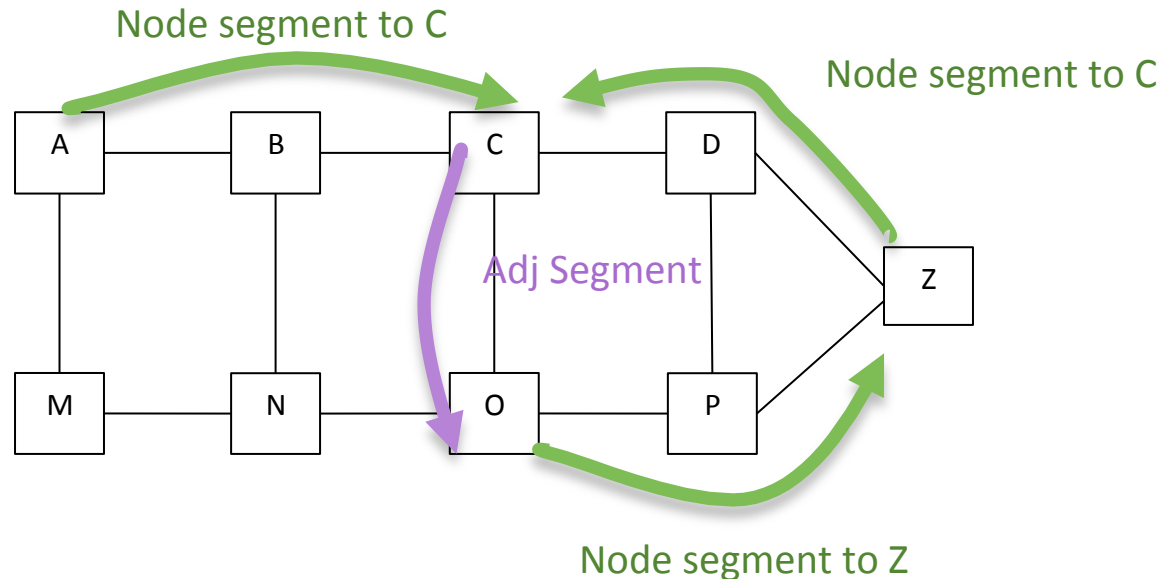 Node segment to C
Node segment to C
A
B
C
D
Adj Segment
Z
M
N
O
P
Node segment to Z